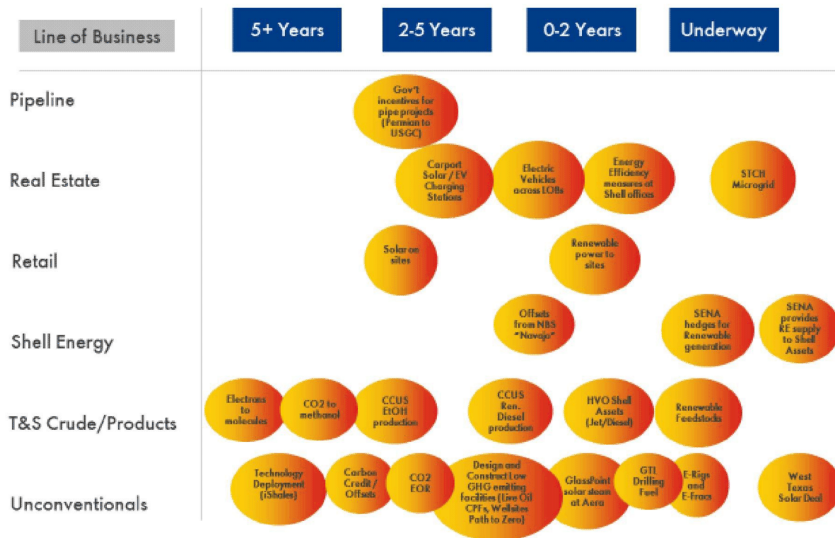 Line of Business
5+ Years
2-5 Years
0-2 Years
Underway
Pipeline
Gov't
incentives for
pipe projects
(Permian to
USGC)
Real Estate
Carport
Solar / EV
Charging
Stations
Electric
Vehicles
across LOBs
Energy
Efficiency
measures at
Shell offices
STCH
Microgrid
Retail
Solar on
sites
Renewable
power to
sites
Shell Energy
Offsets
from NBS
"Navajo"
SENA
hedges for
Renewable
generation
SENA
provides
RE supply
to Shell
Assets
T&S Crude/Products
Electrons
to
molecules
CO2 to
methanol
CCUS
EtOH
production
CCUS
Ren.
Diesel
production
HVO Shell
Assets
(Jet/Diesel)
Renewable
Feedstocks
Unconventionals
Technology
Deployment
(iShales)
Carbon
Credit/
Offsets
CO2
EOR
Design and
Construct Low
GHG emitting
facilities (Live Oil
CPFs, Wellsites
Path to Zero)
GlassPoint
solar steam
at Aera
GTL
Drilling
Fuel
E-Rigs
and
E-Fracs
West
Texas
Solar Deal